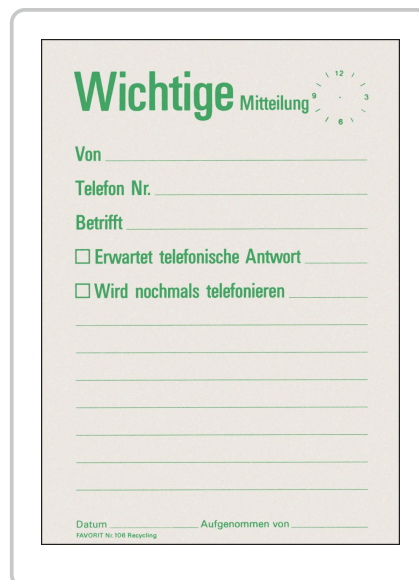 Wichtige Mitteilung
12
9 3
6
Von
Telefon Nr.
Betrifft
Erwartet telefonische Antwort
Wird nochmals telefonieren
Datum Aufgenommen von
FAVORIT Nr. 106 Recycling